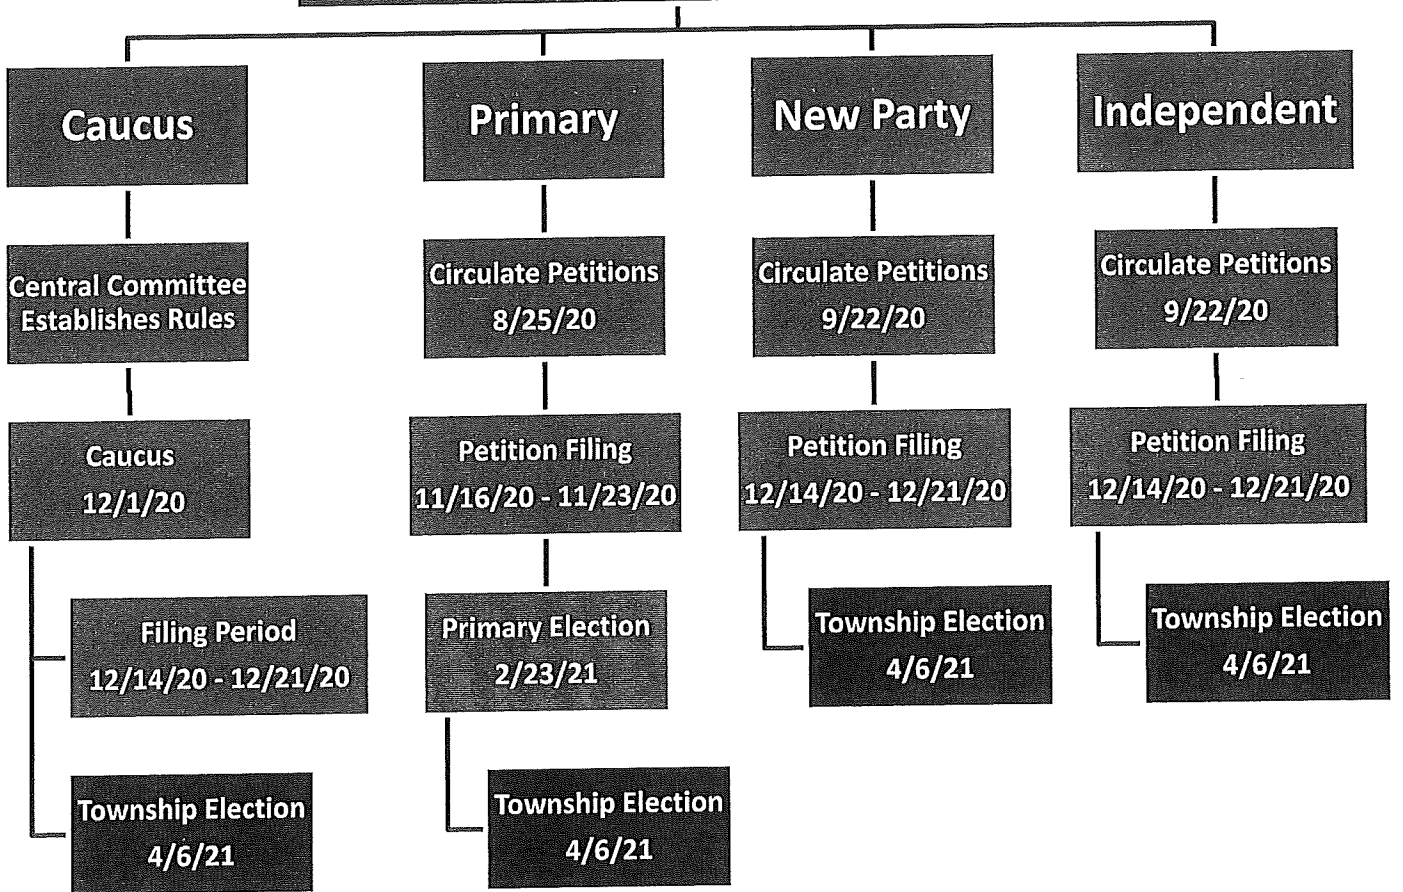 Caucus
Primary
New Party
Independent
Central Committee
Establishes Rules
Circulate Petitions
8/25/20
Circulate Petitions
9/22/20
Circulate Petitions
9/22/20
Caucus
12/1/20
Petition Filing
11/16/20 - 11/23/20
Petition Filing
12/14/20 - 12/21/20
Petition Filing
12/14/20 - 12/21/20
Filing Period
12/14/20 - 12/21/20
Primary Election
2/23/21
Township Election
4/6/21
Township Election
4/6/21
Township Election
4/6/21
Township Election
4/6/21